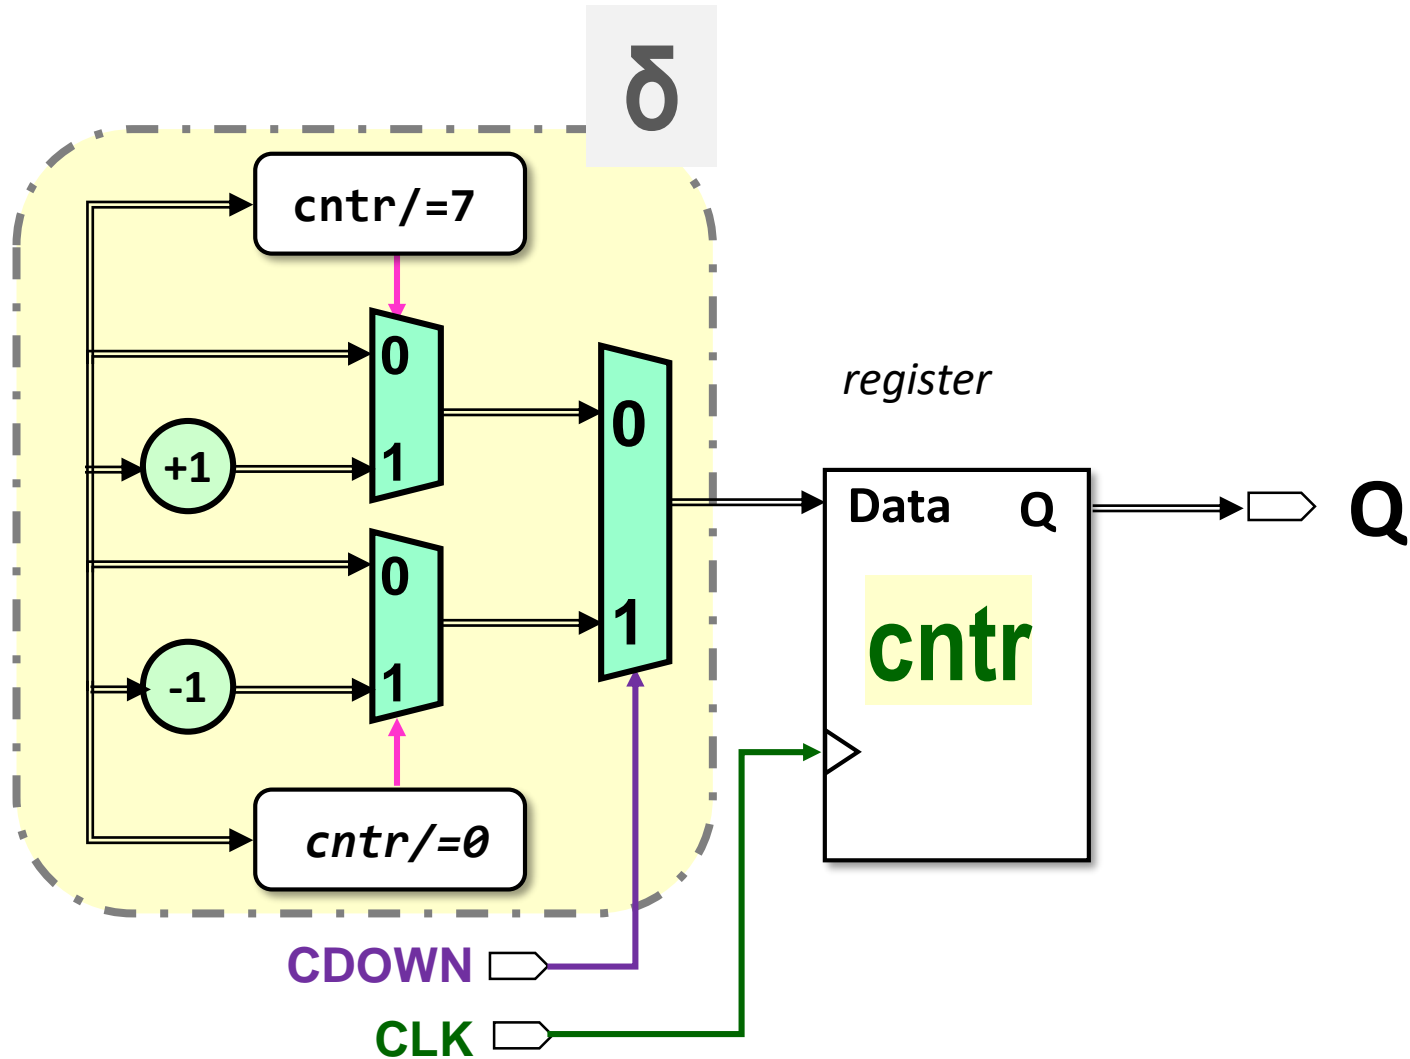 δ
cntr/=7
0
1
+1
0
1
-1
cntr/=0
0
1
register
Data Q
cntr
Q
CDOWN
CLK